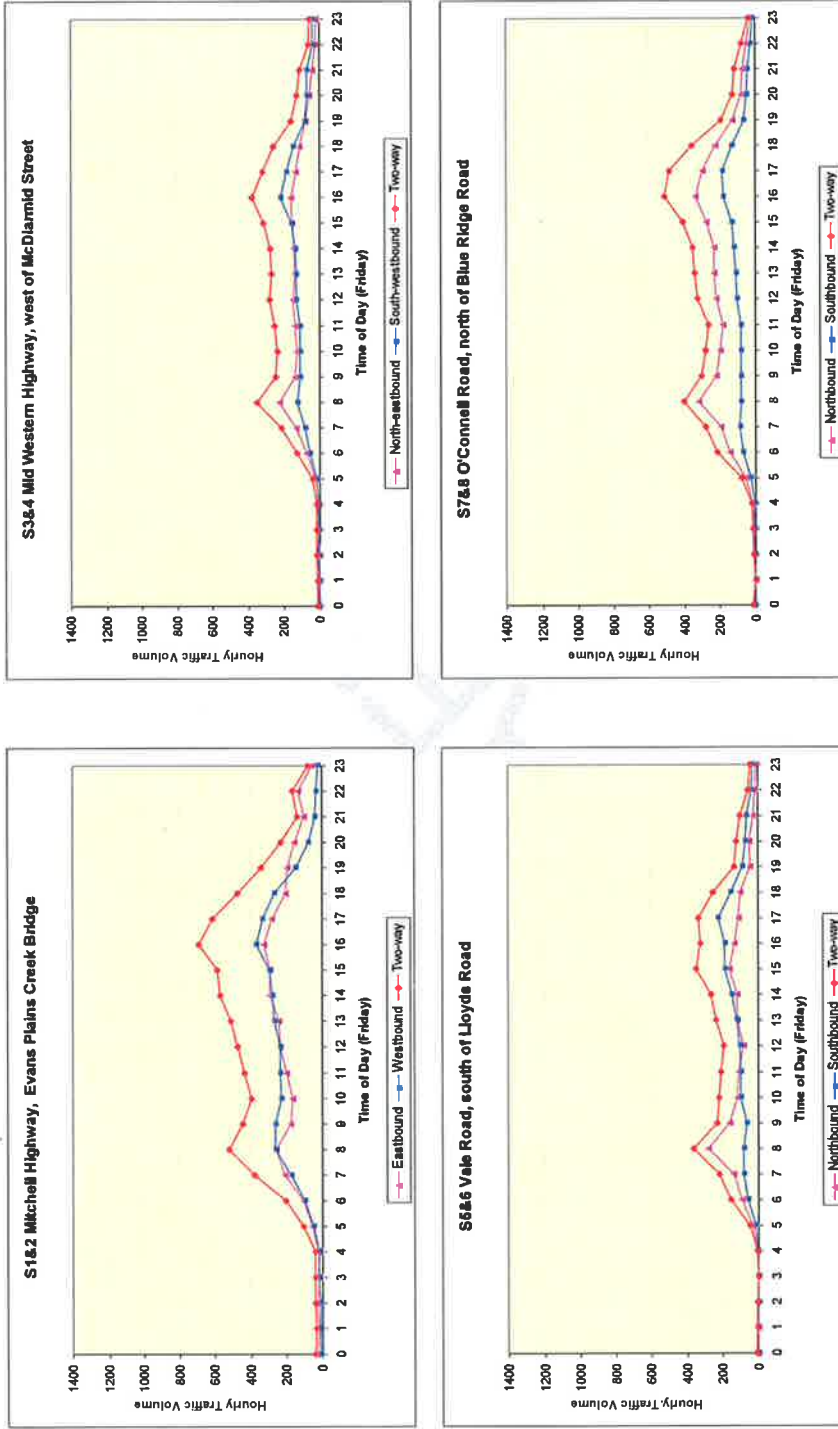 S1&2 Mitchell Highway, Evans Plains Creek Bridge
Hourly Traffic Volume
1400
1200
1000
800
600
400
200
0
0 1 2 3 4 5 6 7 8 9 10 11 12 13 14 15 16 17 18 19 20 21 22 23
Time of Day (Friday)
Eastbound Westbound Two-way
S3&4 Mid Western Highway, west of McDiarmid Street
Hourly Traffic Volume
1400
1200
1000
800
600
400
200
0
0 1 2 3 4 5 6 7 8 9 10 11 12 13 14 15 16 17 18 19 20 21 22 23
Time of Day (Friday)
North-eastbound South-westbound Two-way
S5&6 Vale Road, south of Lloyds Road
Hourly Traffic Volume
1400
1200
1000
800
600
400
200
0
0 1 2 3 4 5 6 7 8 9 10 11 12 13 14 15 16 17 18 19 20 21 22 23
Time of Day (Friday)
Northbound Southbound Two-way
S7&8 O'Connell Road, north of Blue Ridge Road
Hourly Traffic Volume
1400
1200
1000
800
600
400
200
0
0 1 2 3 4 5 6 7 8 9 10 11 12 13 14 15 16 17 18 19 20 21 22 23
Time of Day (Friday)
Northbound Southbound Two-way